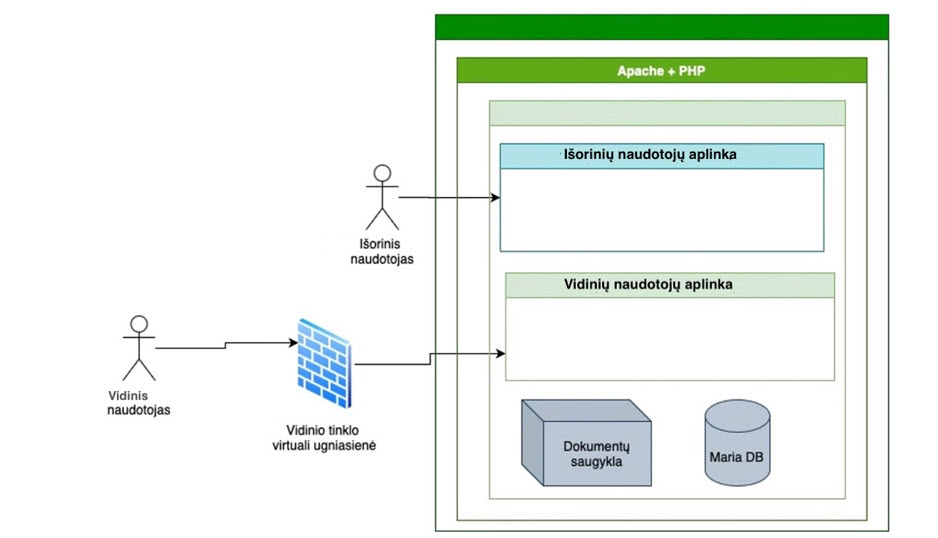 Apache + PHP
Išorinių naudotojų aplinka
Išorinis
naudotojas
Vidinių naudotojų aplinka
Vidinis
naudotojas
Vidinio tinklo
virtuali ugniasienė
Dokumentų
saugykla
Maria DB